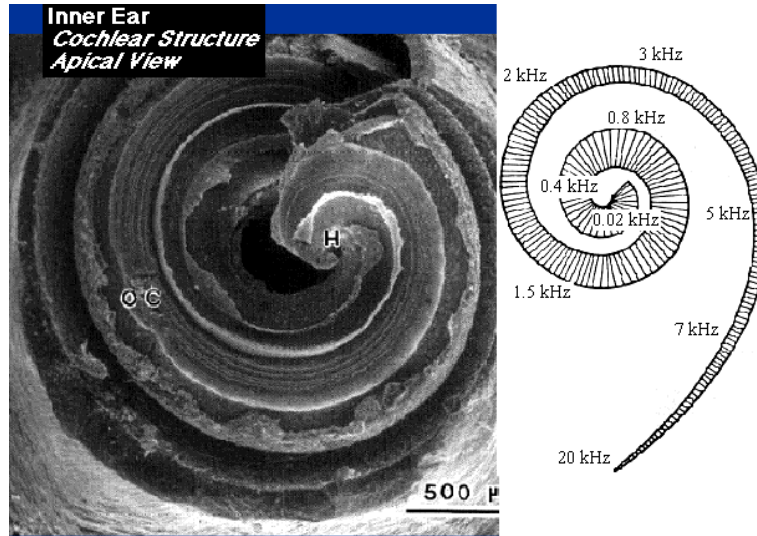 Inner Ear
Cochlear Structure
Apical View
H
O C
500 µ
3 kHz
2 kHz
0.8 kHz
0.4 kHz
0.02 kHz
5 kHz
1.5 kHz
7 kHz
20 kHz